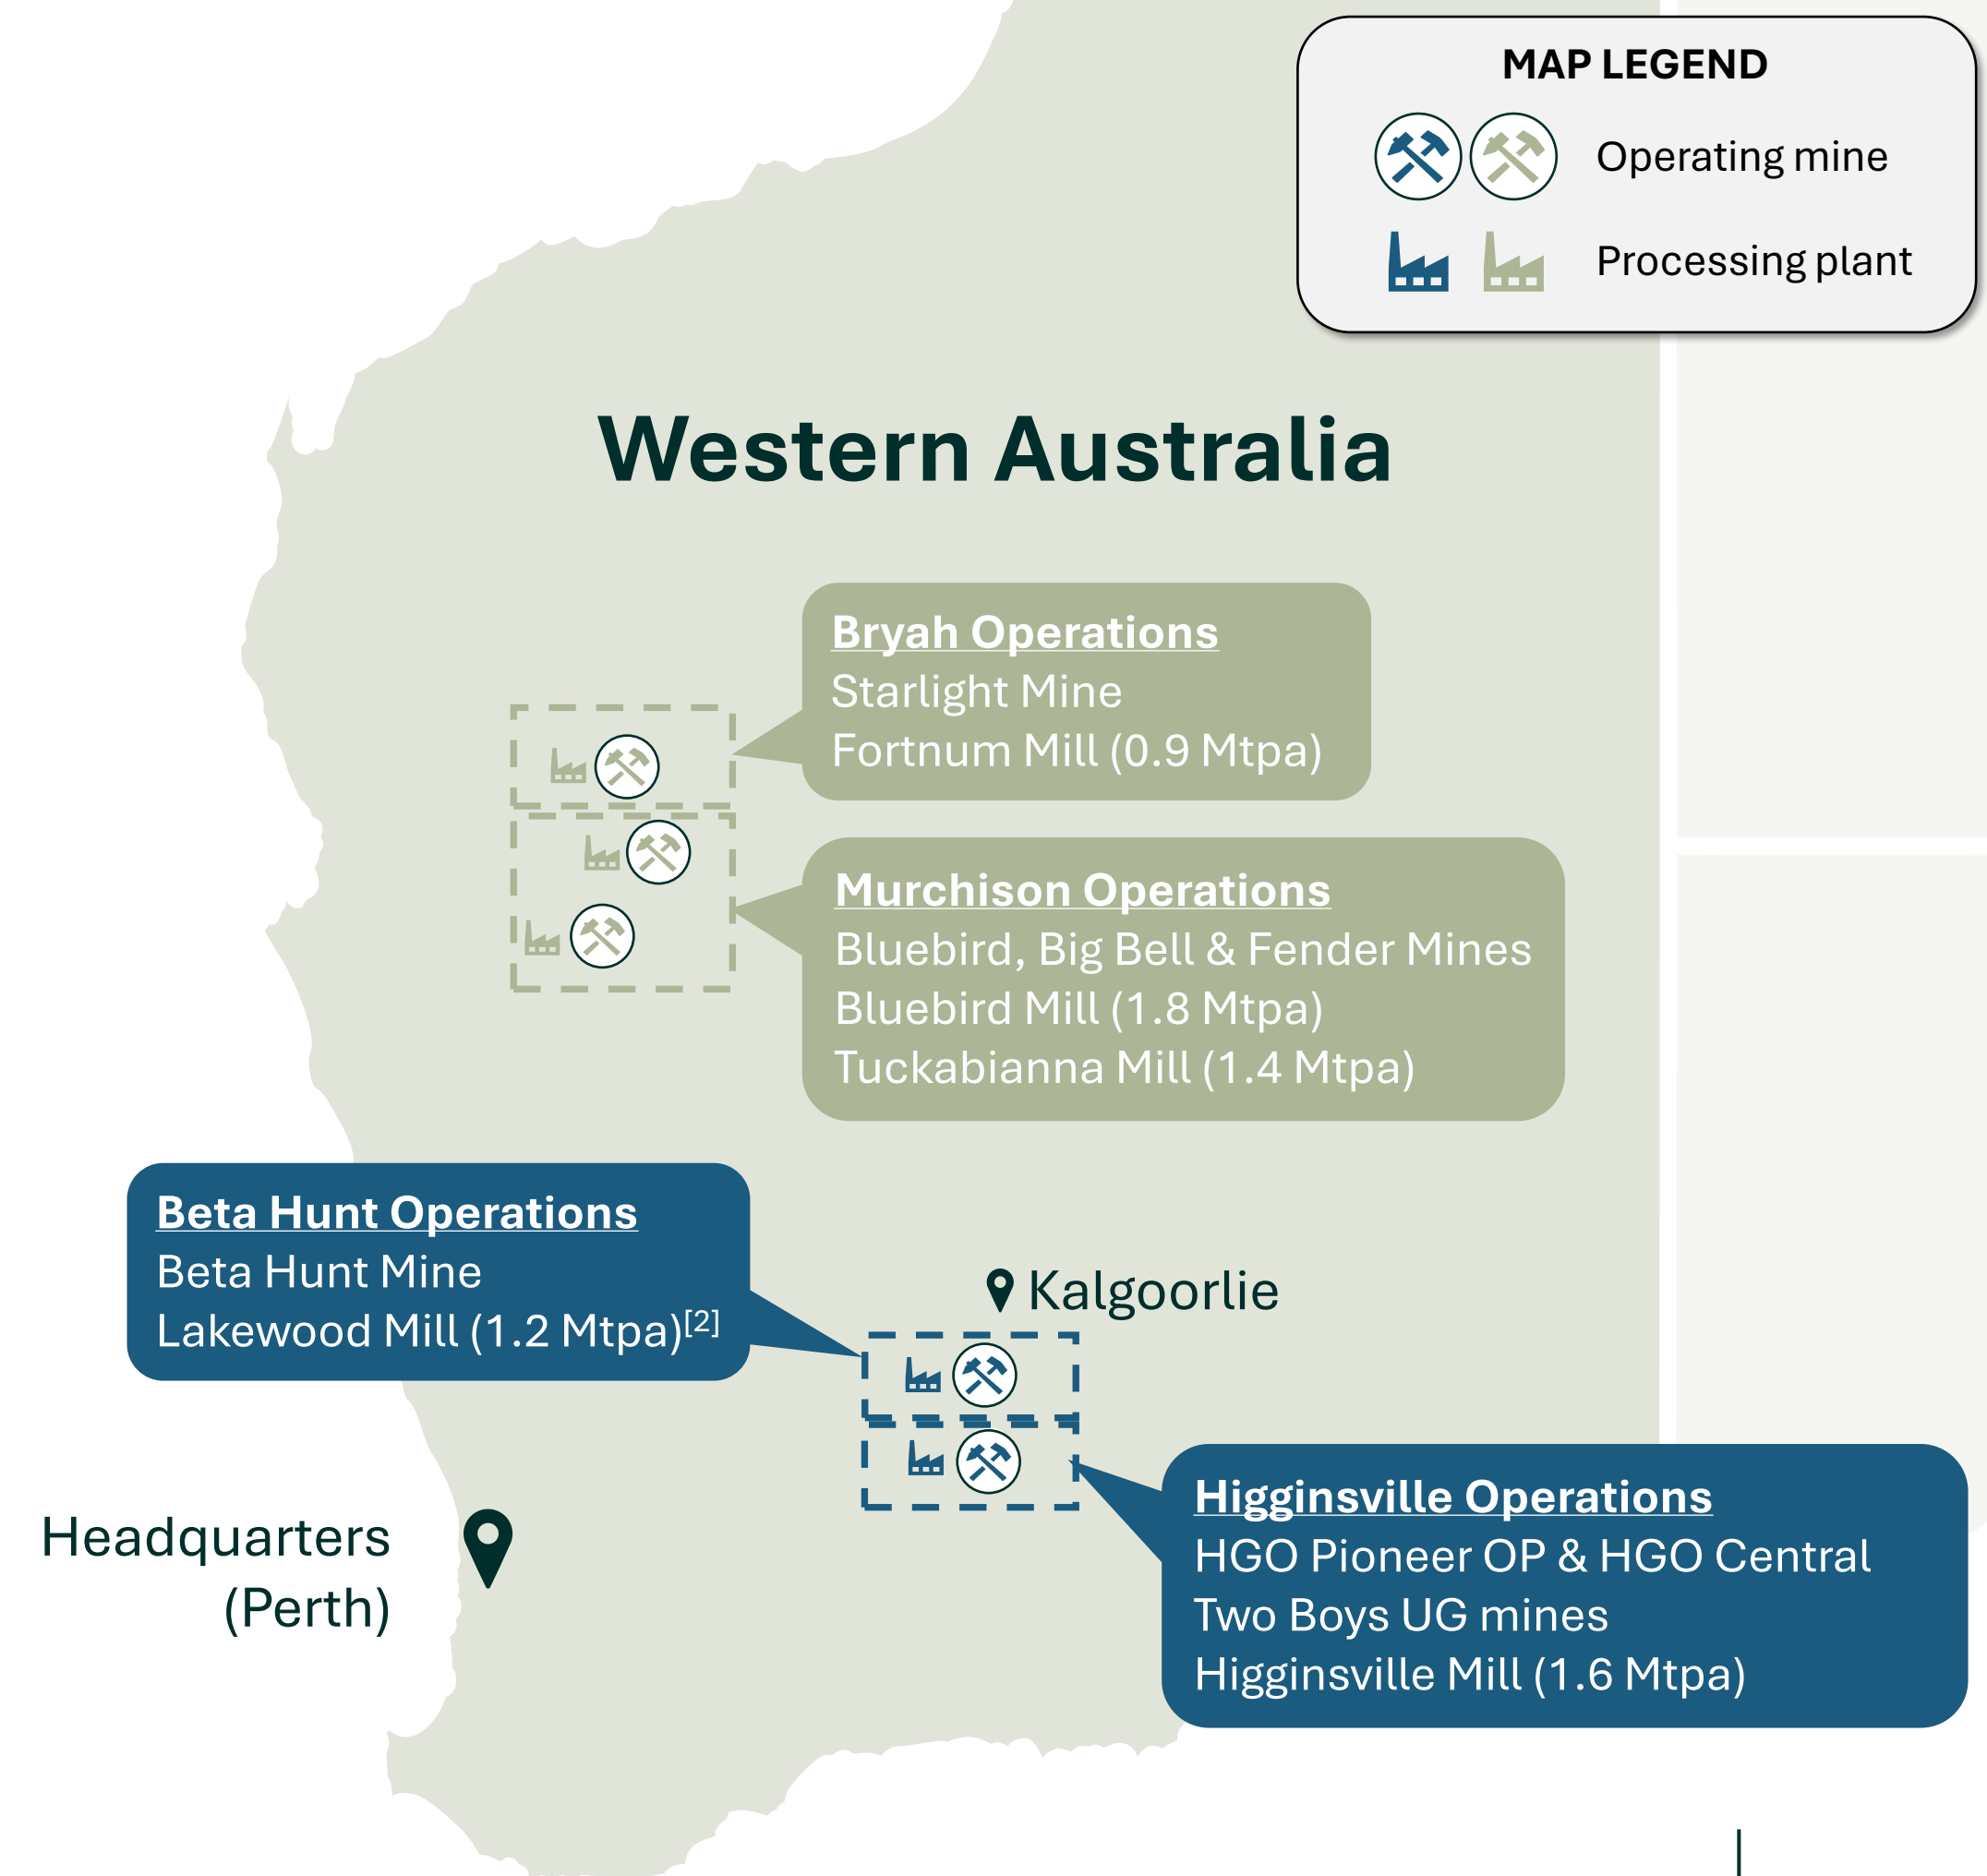 MAP LEGEND
Operating mine
Processing plant
Western Australia
Bryah Operations
Starlight Mine
Fortnum Mill (0.9 Mtpa)
Murchison Operations
Bluebird, Big Bell & Fender Mines
Bluebird Mill (1.8 Mtpa)
Tuckabianna Mill (1.4 Mtpa)
Beta Hunt Operations
Beta Hunt Mine
Lakewood Mill (1.2 Mtpa)[2]
Kalgoorlie
Higginsville Operations
HGO Pioneer OP & HGO Central
Two Boys UG mines
Higginsville Mill (1.6 Mtpa)
Headquarters
(Perth)